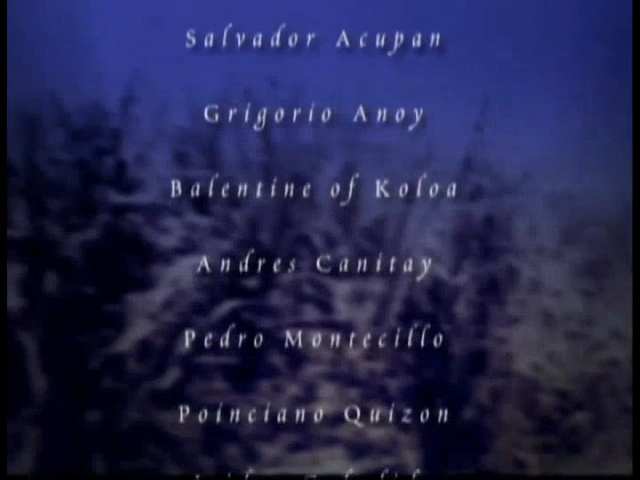 Salvador Acupan
Grigorio Anoy
Balentine of Koloa
Andres Canitay
Pedro Montecillo
Poinciano Quizon